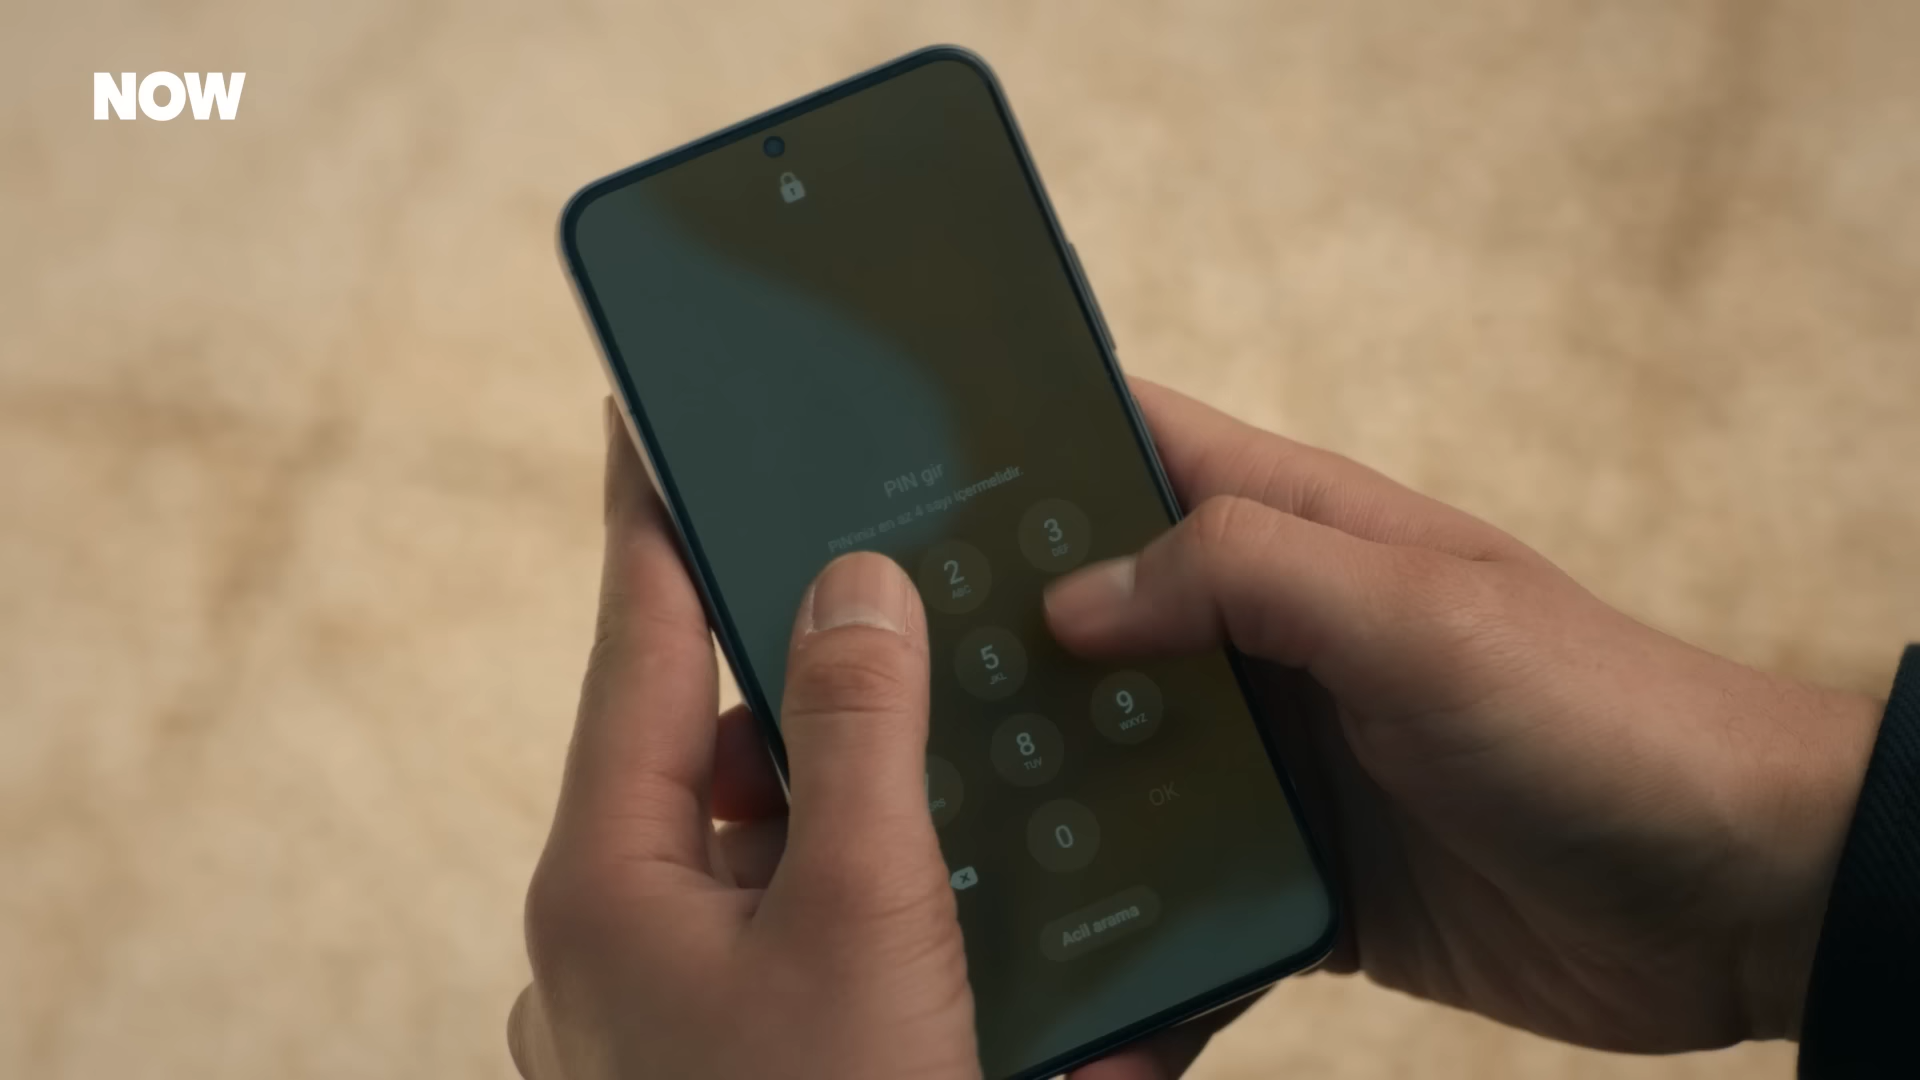 NOW
PIN gir
PIN'iniz en az 4 sayı içermelidir.
2
ABC
3
DEF
5
JKL
8
TUV
9
WXYZ
0
OK
Acil arama